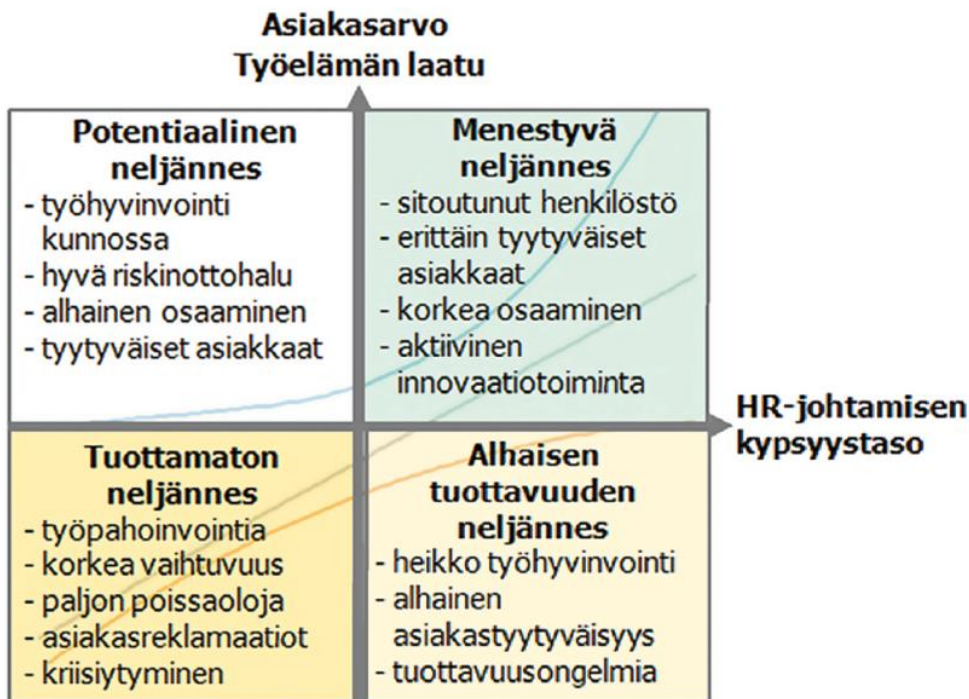 Asiakasarvo
Työelämän laatu
Potentiaalinen
neljännes
- työhyvinvointi
kunnossa
- hyvä riskinottohalu
- alhainen osaaminen
- tyytyväiset asiakkaat
Menestyvä
neljännes
- sitoutunut henkilöstö
- erittäin tyytyväiset
asiakkaat
- korkea osaaminen
- aktiivinen
innovaatiotoiminta
HR-johtamisen
kypsyystaso
Tuottamaton
neljännes
- työpahoinvointia
- korkea vaihtuvuus
- paljon poissaoloja
- asiakasreklamaatiot
- kriisiytyminen
Alhaisen
tuottavuuden
neljännes
- heikko työhyvinvointi
- alhainen
asiakastyytyväisyys
- tuottavuusongelmia